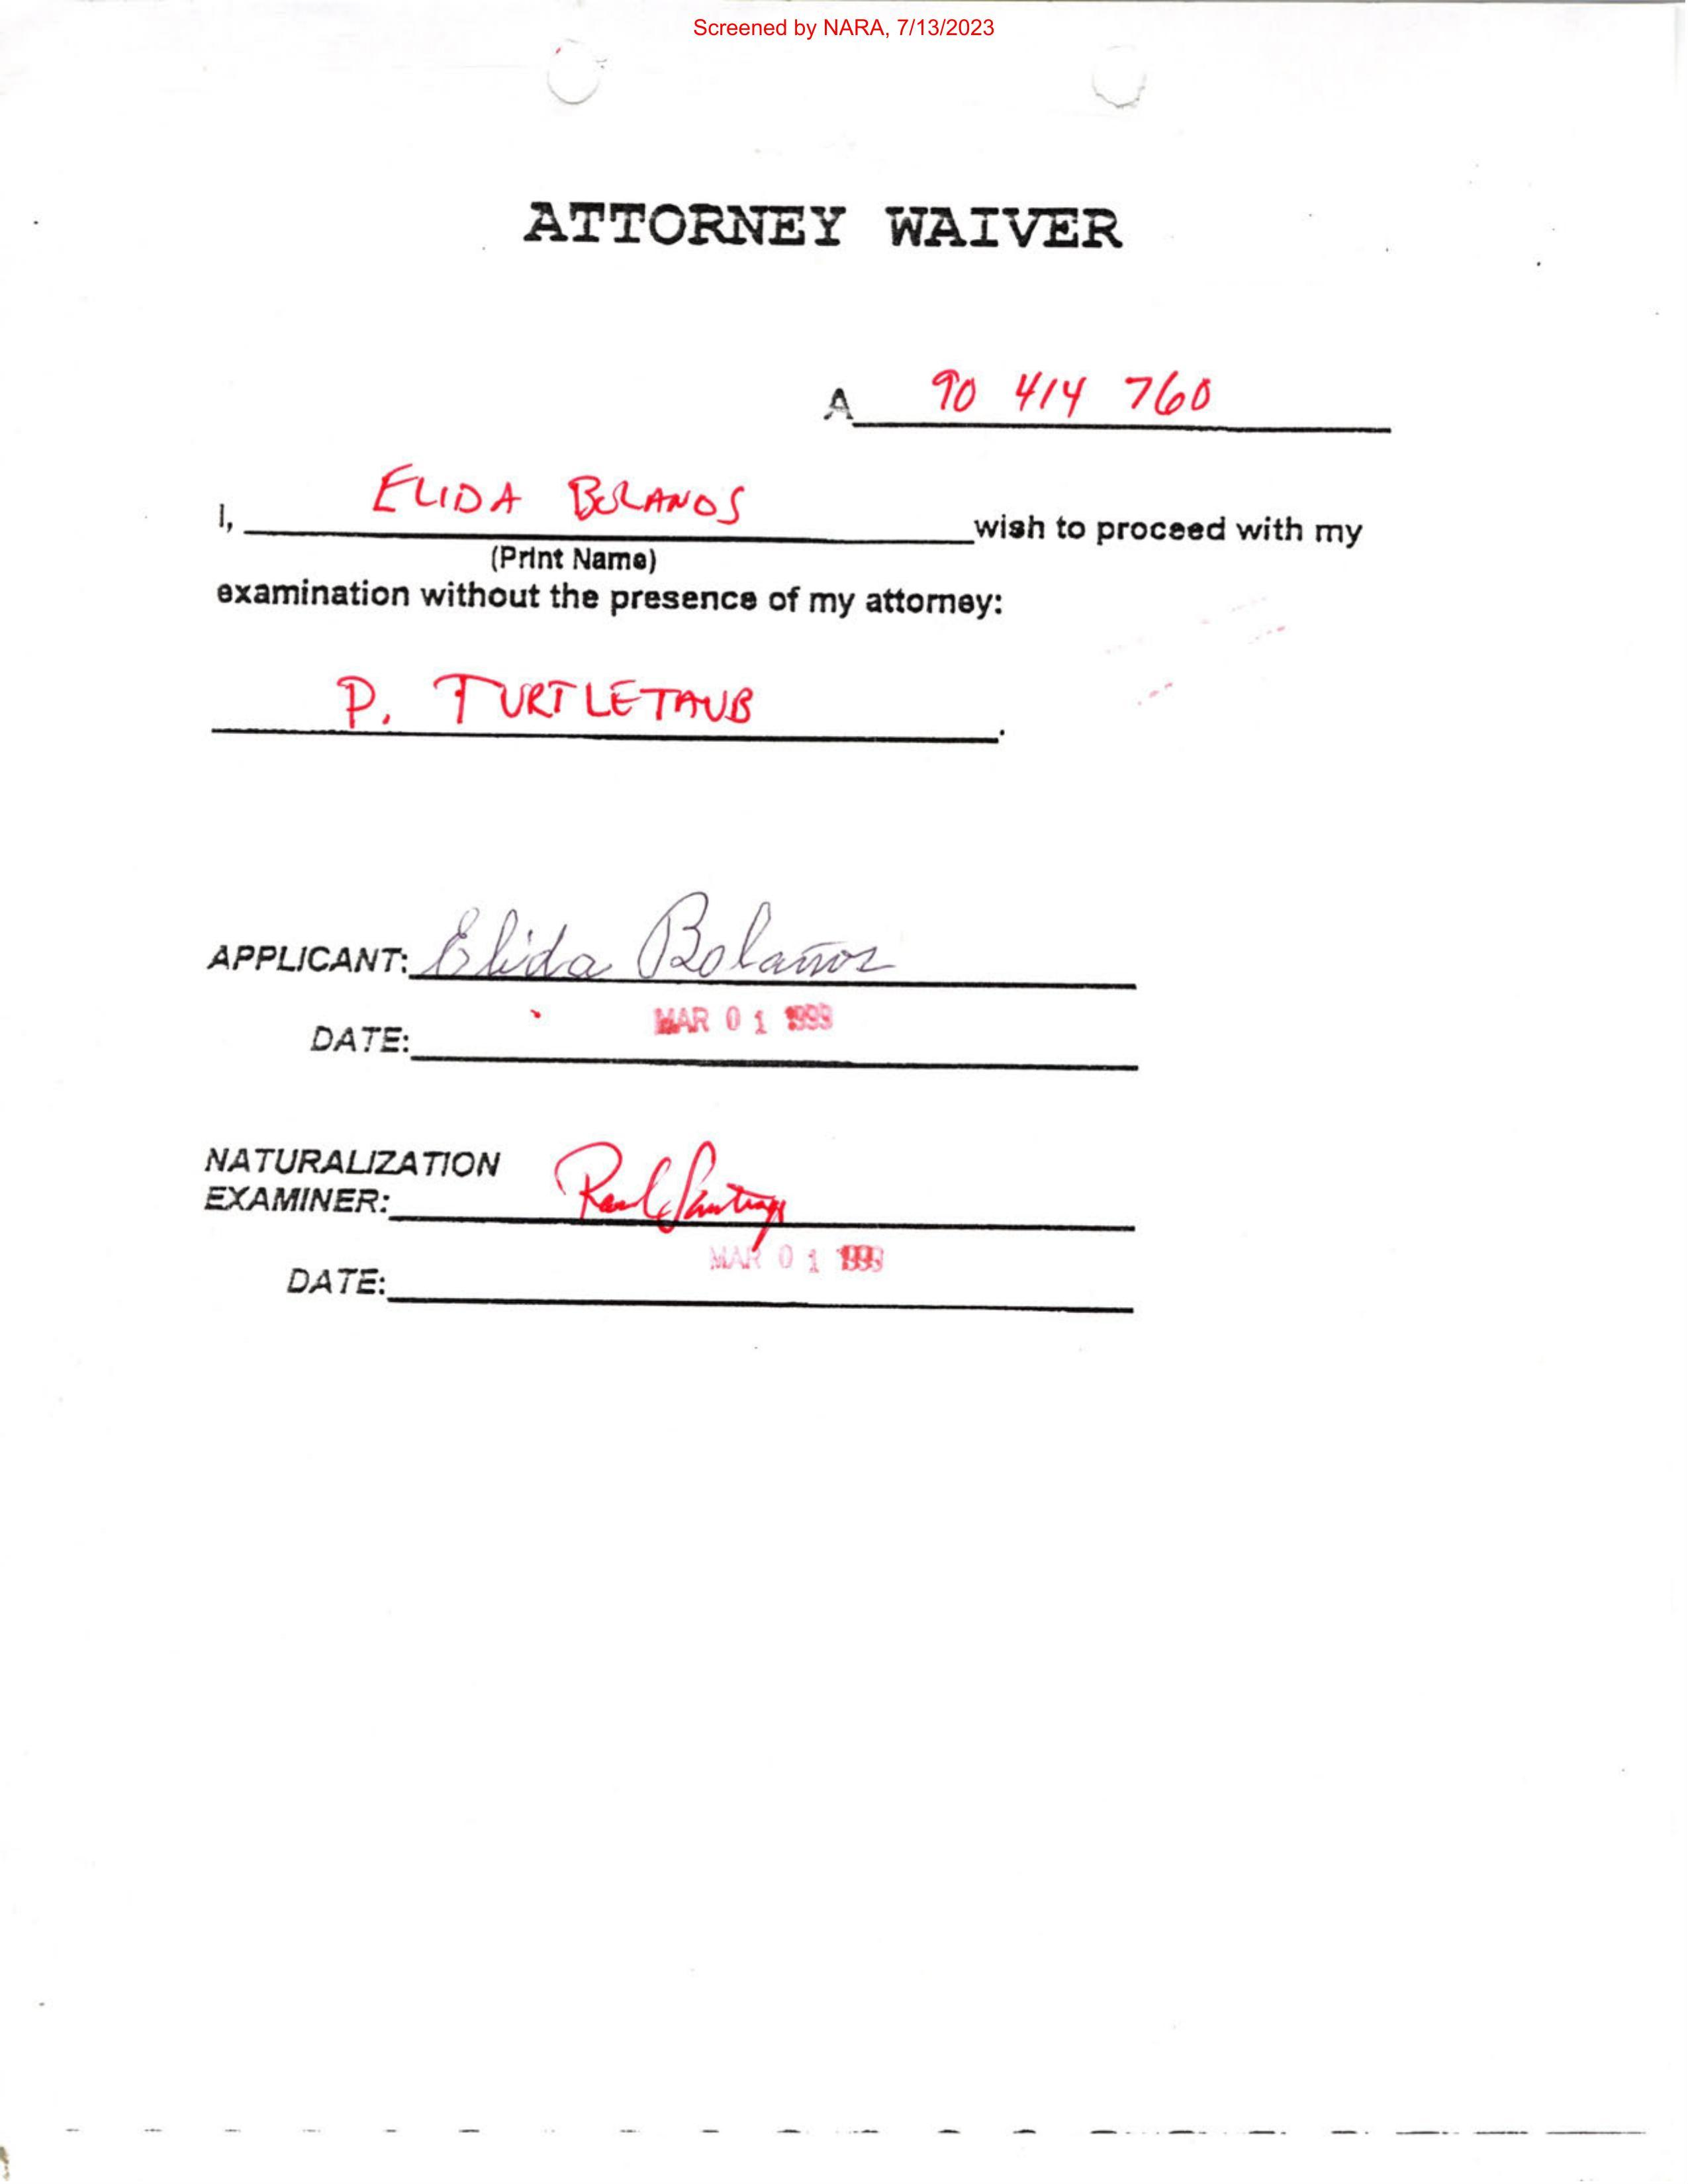 Screened by NARA, 7/13/2023
ATTORNEY WAIVER
A 90 414 760
I, ELIDA BOLANOS wish to proceed with my
(Print Name)
examination without the presence of my attorney:
P. TURTLETAUB.
APPLICANT: Elida Bolaños
DATE: MAR 01 1999
NATURALIZATION
EXAMINER: Raul Santiago
MAR 01 1999
DATE: